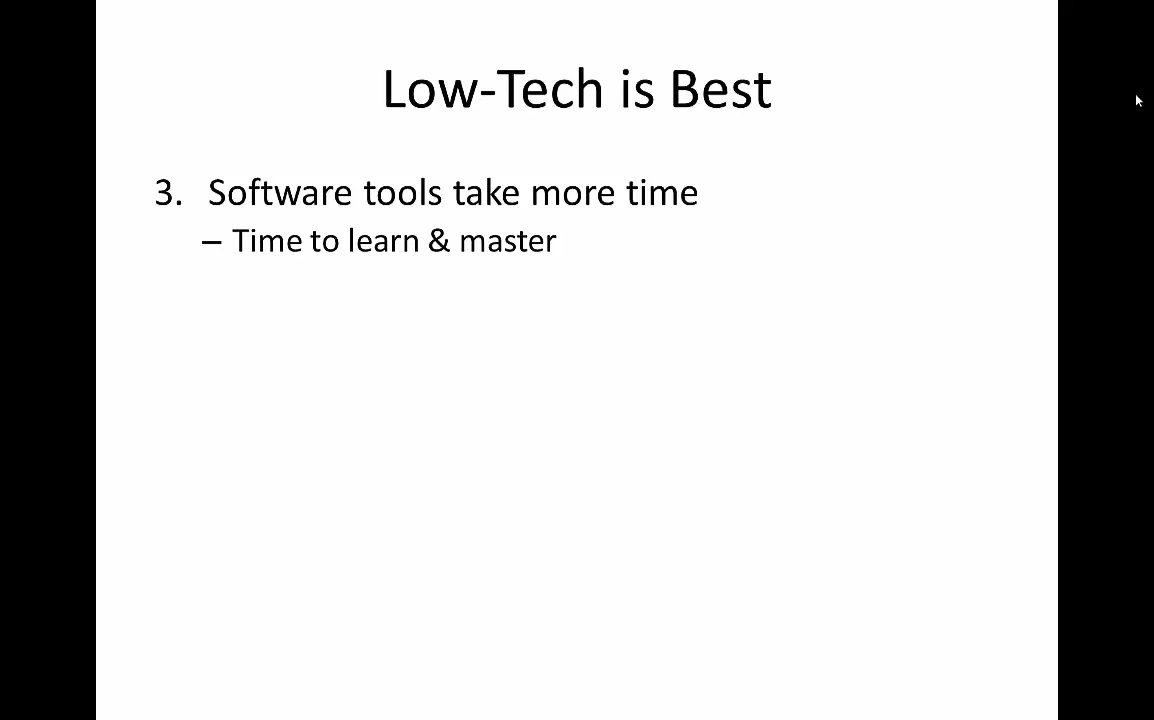 Low-Tech is Best
3. Software tools take more time
– Time to learn & master